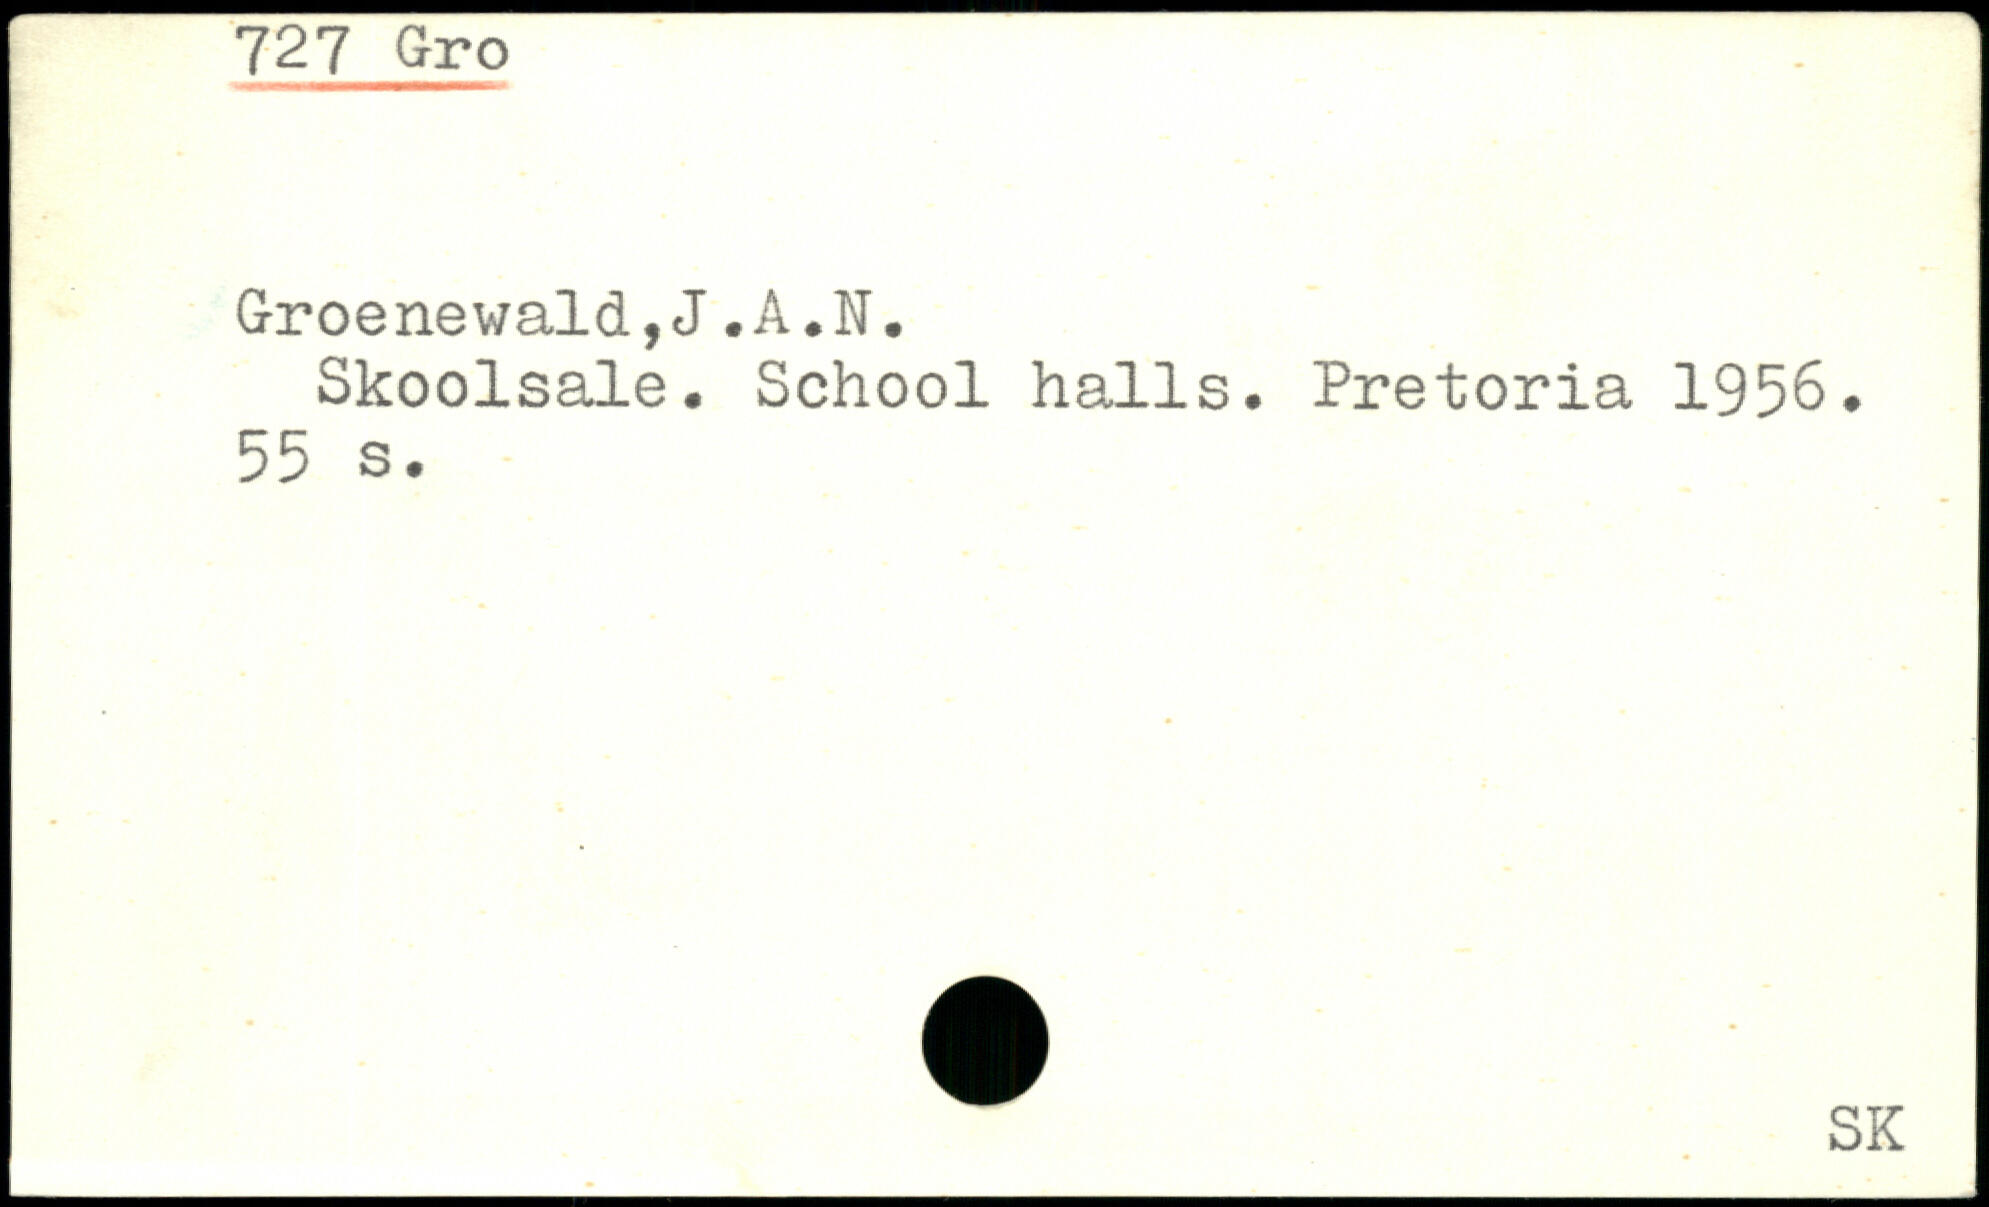 727 Gro
Groenewald,J.A.N.
Skoolsale. School halls. Pretoria 1956.
55 s.
SK